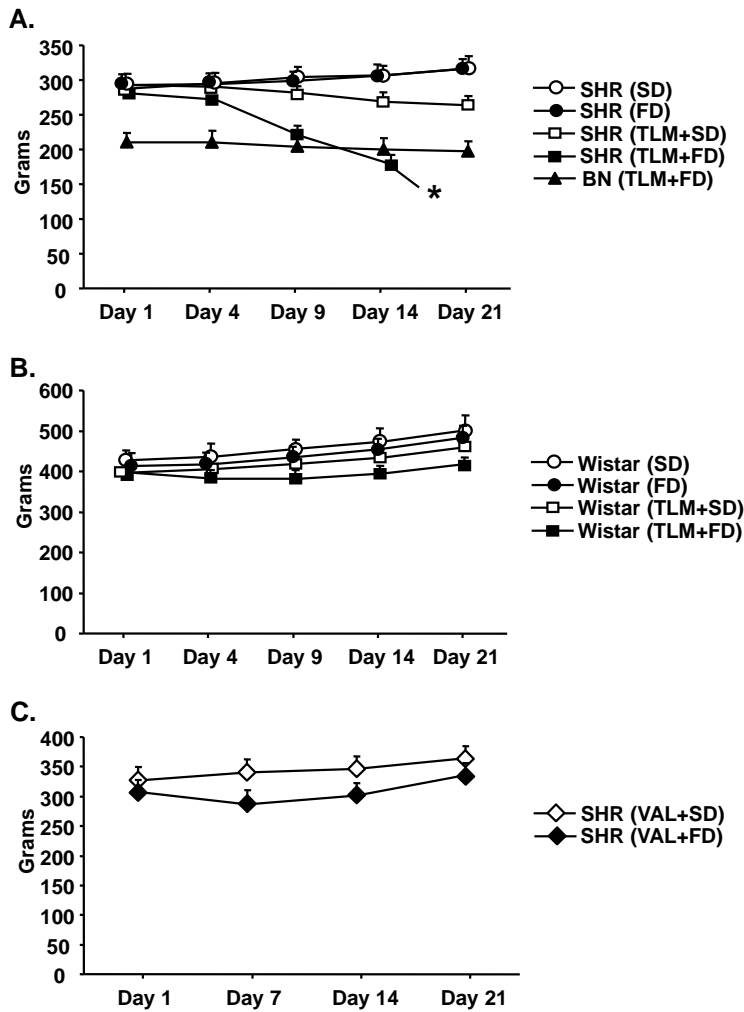 A.
350
300
250
200
150
100
50
0
Grams
*
Day 1 Day 4 Day 9 Day 14 Day 21
SHR (SD)
SHR (FD)
SHR (TLM+SD)
SHR (TLM+FD)
BN (TLM+FD)
B.
600
500
400
300
200
100
0
Grams
Day 1 Day 4 Day 9 Day 14 Day 21
Wistar (SD)
Wistar (FD)
Wistar (TLM+SD)
Wistar (TLM+FD)
C.
400
350
300
250
200
150
100
50
0
Grams
Day 1 Day 7 Day 14 Day 21
SHR (VAL+SD)
SHR (VAL+FD)